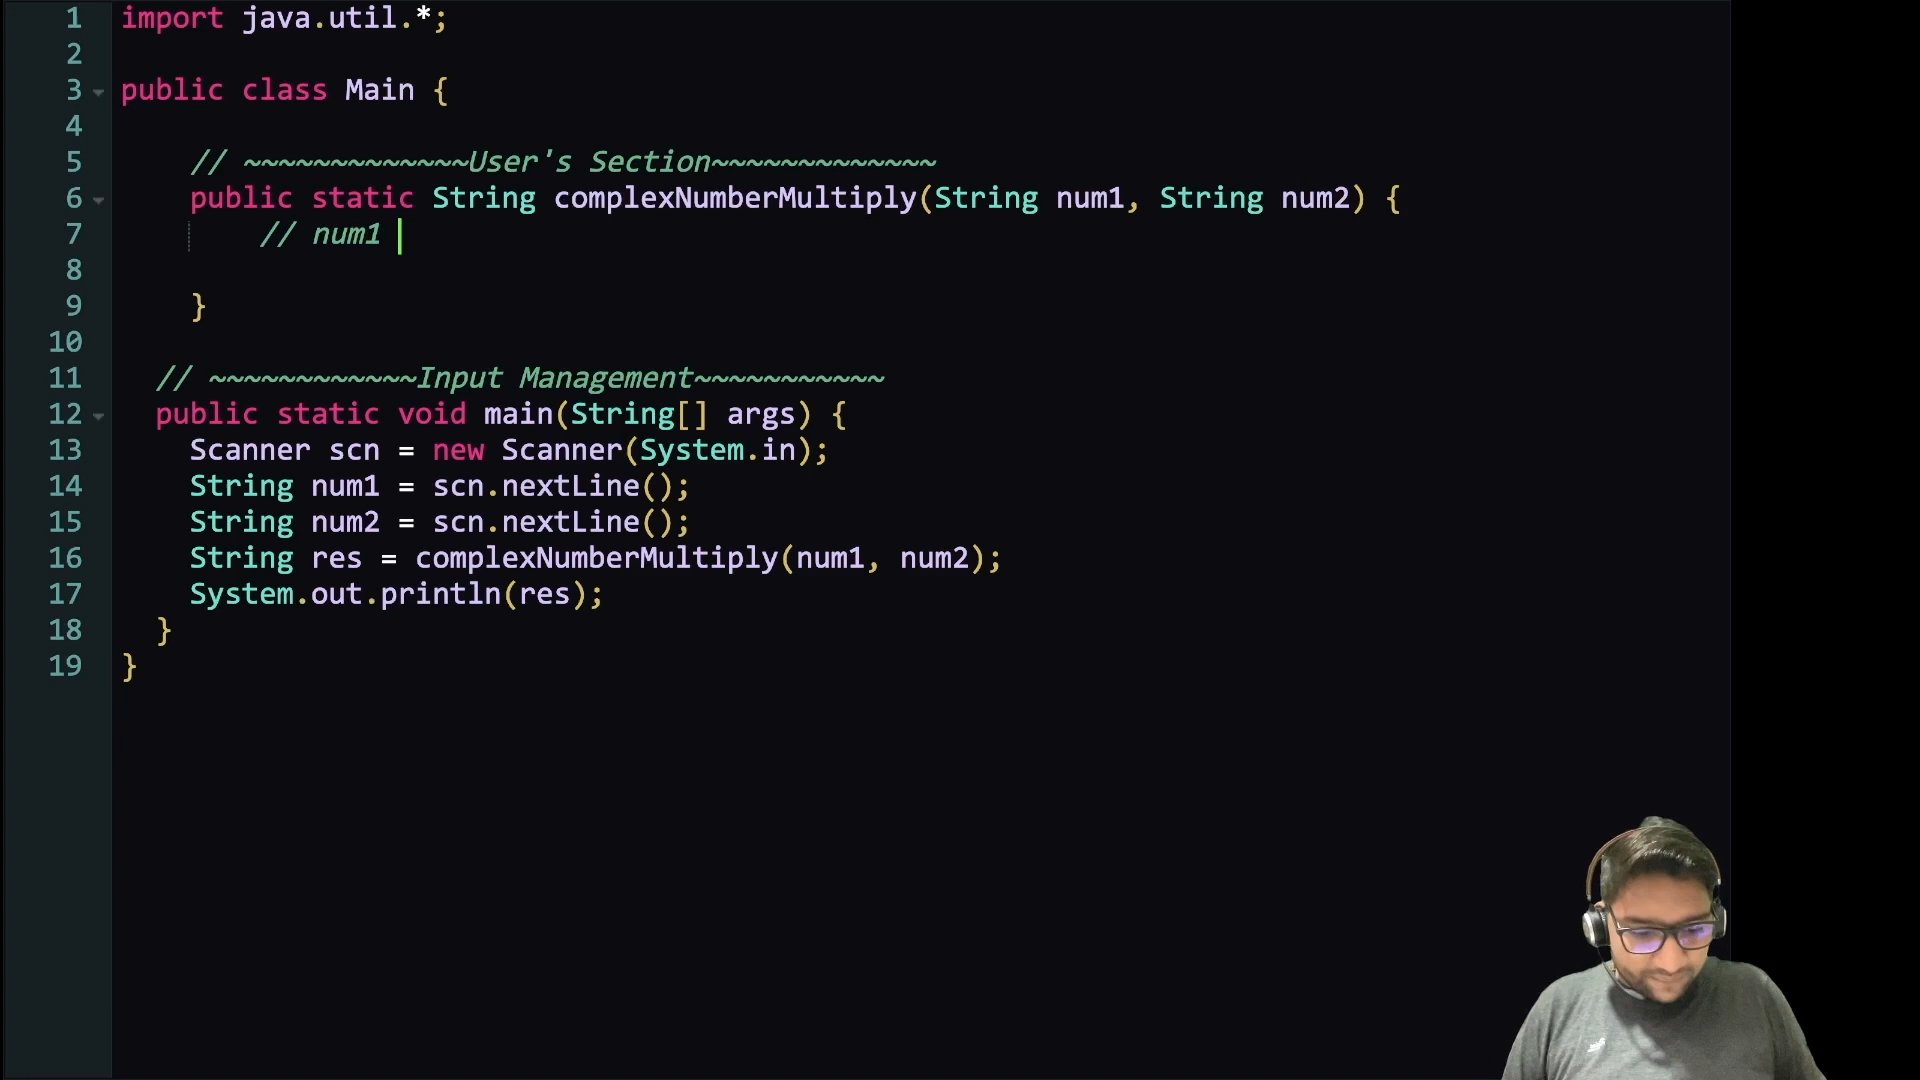 1 import java.util.*;
2
3 public class Main {
4
5 // ~~~~~~~~~~~~~User's Section~~~~~~~~~~~~~
6 public static String complexNumberMultiply(String num1, String num2) {
7 // num1
8
9 }
10
11 // ~~~~~~~~~~~~Input Management~~~~~~~~~~~
12 public static void main(String[] args) {
13 Scanner scn = new Scanner(System.in);
14 String num1 = scn.nextLine();
15 String num2 = scn.nextLine();
16 String res = complexNumberMultiply(num1, num2);
17 System.out.println(res);
18 }
19 }